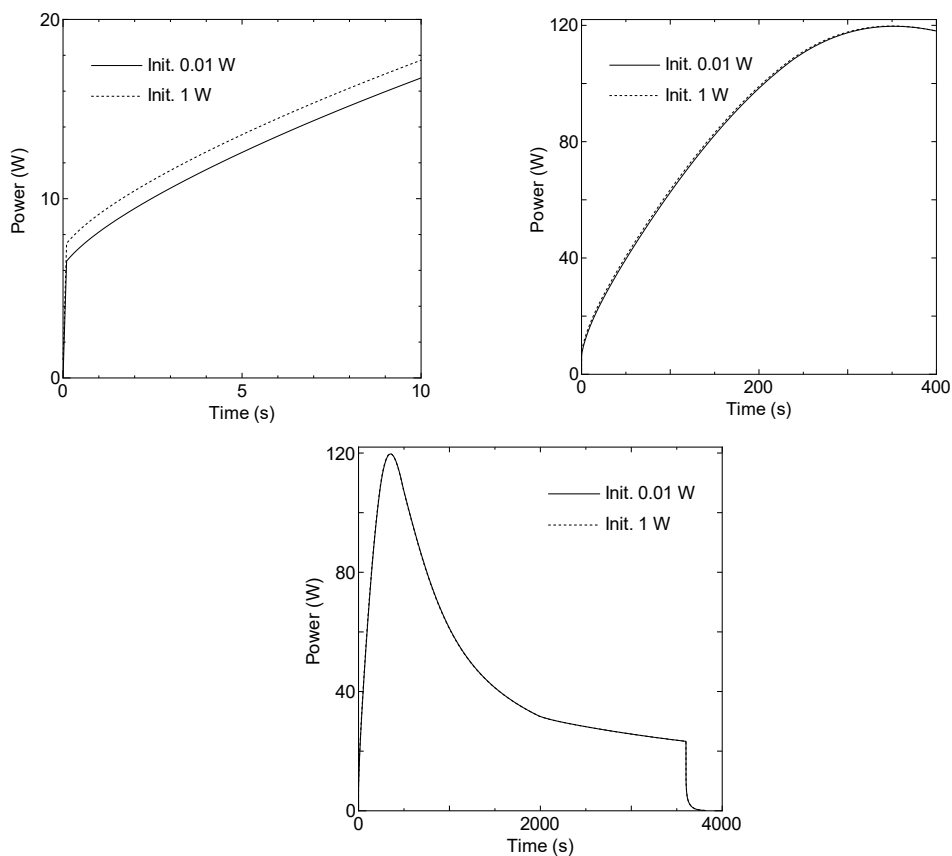 20
10
0
Power (W)
Init. 0.01 W
Init. 1 W
0
5
10
Time (s)
120
80
40
0
Power (W)
Init. 0.01 W
Init. 1 W
0
200
400
Time (s)
120
80
40
0
Power (W)
Init. 0.01 W
Init. 1 W
0
2000
4000
Time (s)